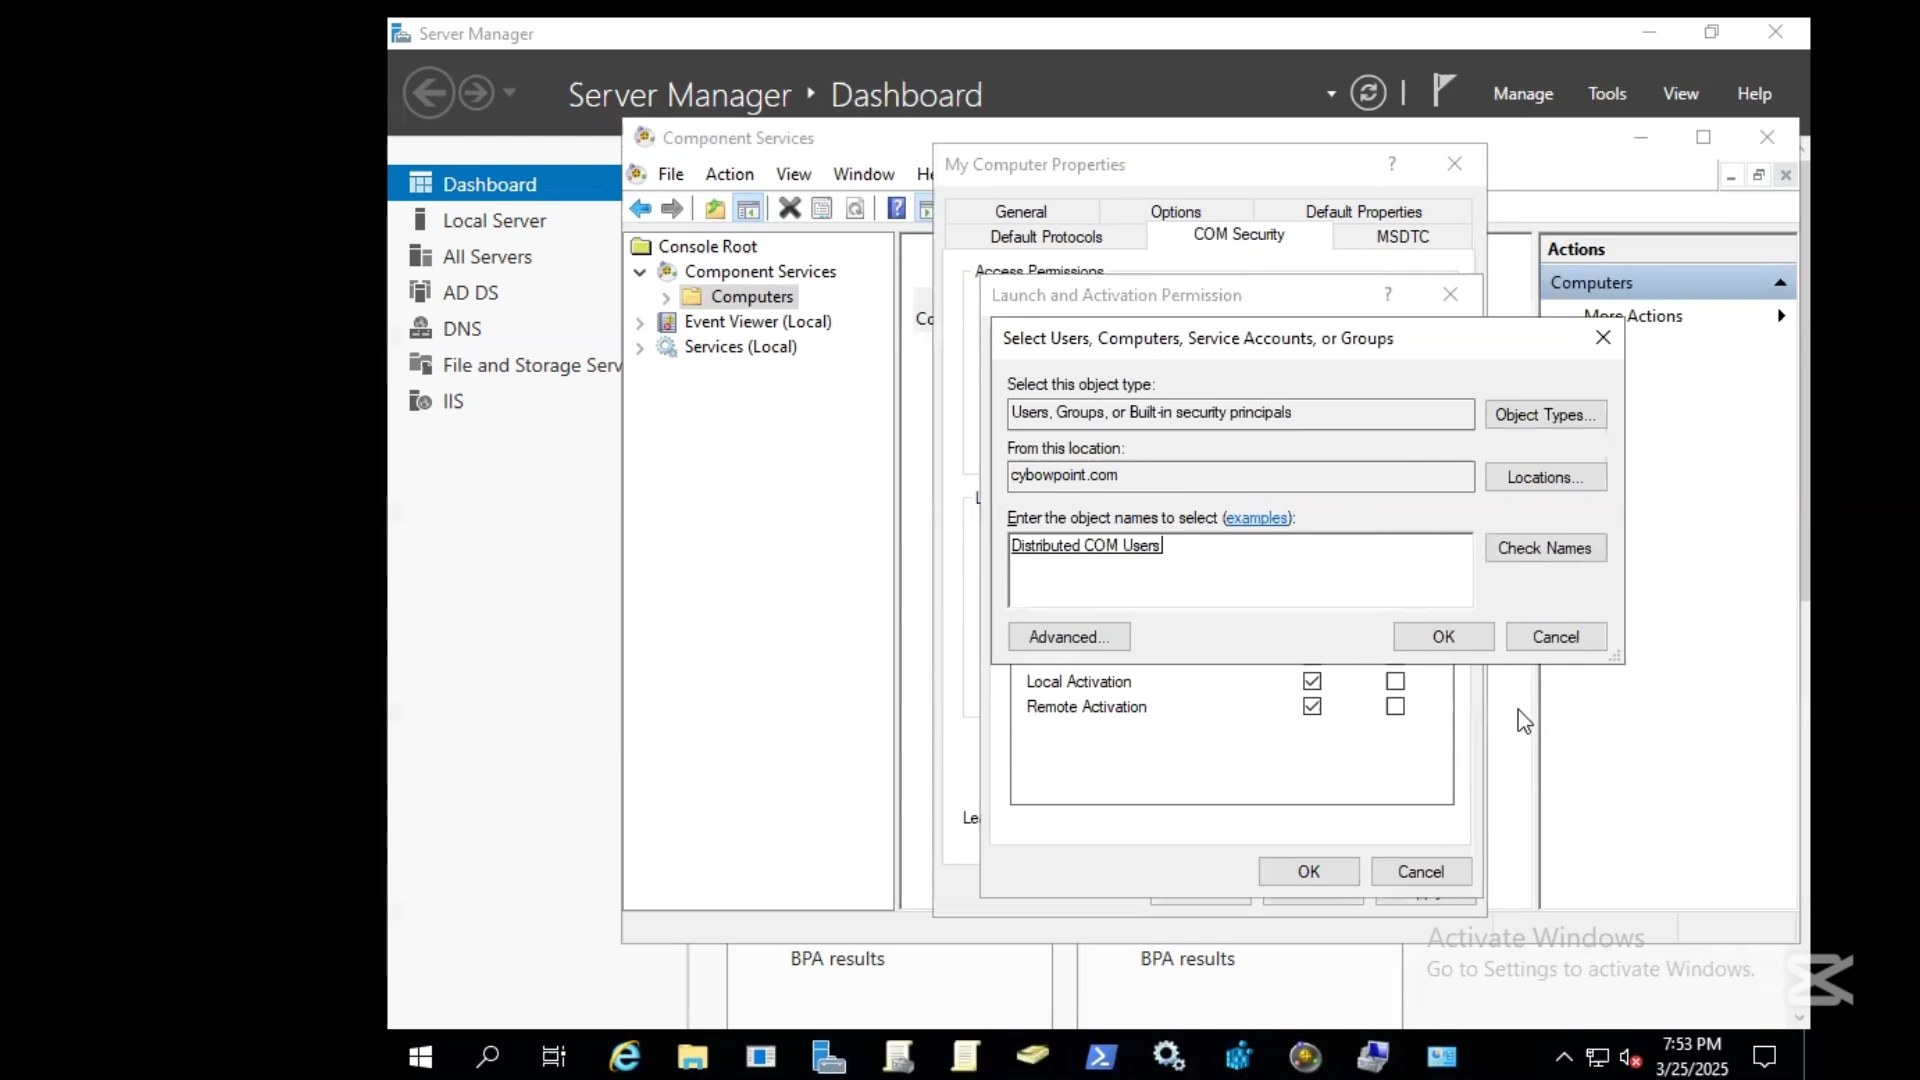 Server Manager
Server Manager
Dashboard
Manage
Tools
View
Help
Dashboard
Local Server
All Servers
AD DS
DNS
File and Storage Serv
IIS
Component Services
File
Action
View
Window
He
Console Root
Component Services
Computers
Event Viewer (Local)
Services (Local)
Co
Actions
Computers
More Actions
My Computer Properties
General
Options
Default Properties
Default Protocols
COM Security
MSDTC
Access Permissions
L
Lea
Launch and Activation Permission
Select Users, Computers, Service Accounts, or Groups
Select this object type:
Users, Groups, or Built-in security principals
Object Types...
From this location:
cybowpoint.com
Locations...
Enter the object names to select (examples):
Distributed COM Users
Check Names
Advanced...
OK
Cancel
Local Activation
Remote Activation
OK
Cancel
BPA results
BPA results
Activate Windows
Go to Settings to activate Windows.
7:53 PM
3/25/2025